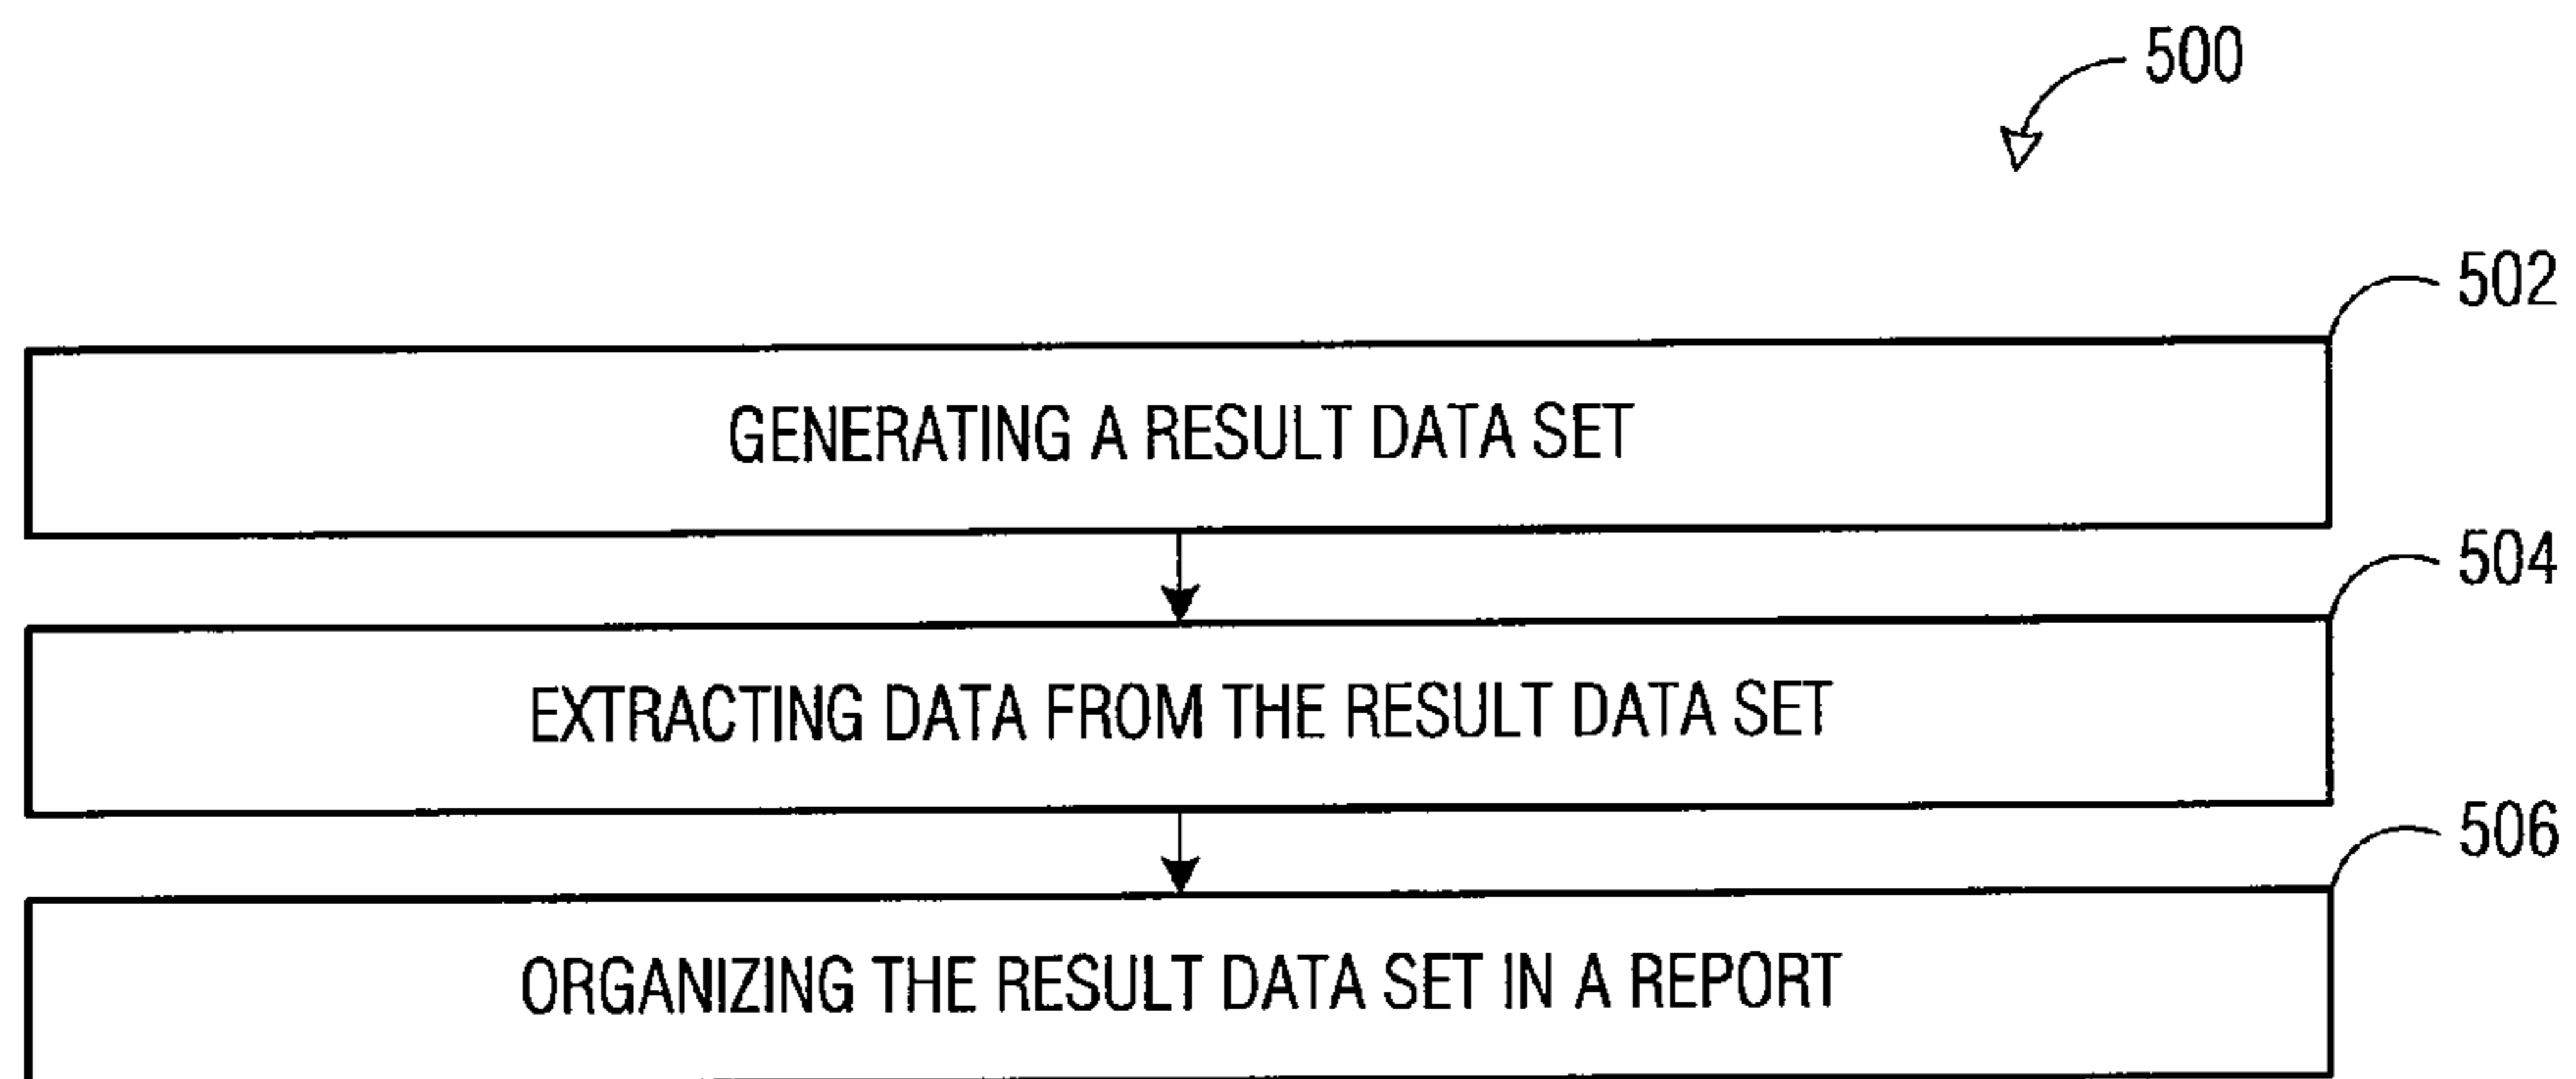 500
502
GENERATING A RESULT DATA SET
504
EXTRACTING DATA FROM THE RESULT DATA SET
506
ORGANIZING THE RESULT DATA SET IN A REPORT